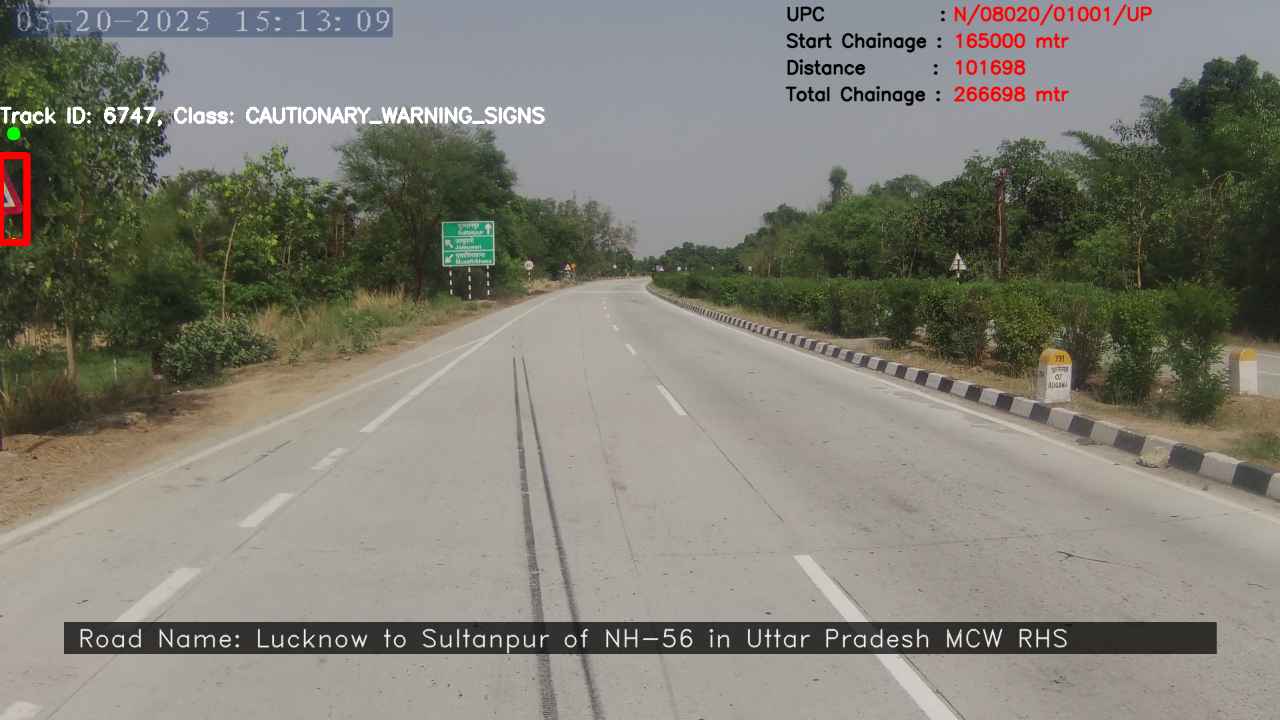 05-20-2025 15:13:09
UPC : N/08020/01001/UP
Start Chainage : 165000 mtr
Distance : 101698
Total Chainage : 266698 mtr
Track ID: 6747, Class: CAUTIONARY_WARNING_SIGNS
731
Road Name: Lucknow to Sultanpur of NH-56 in Uttar Pradesh MCW RHS